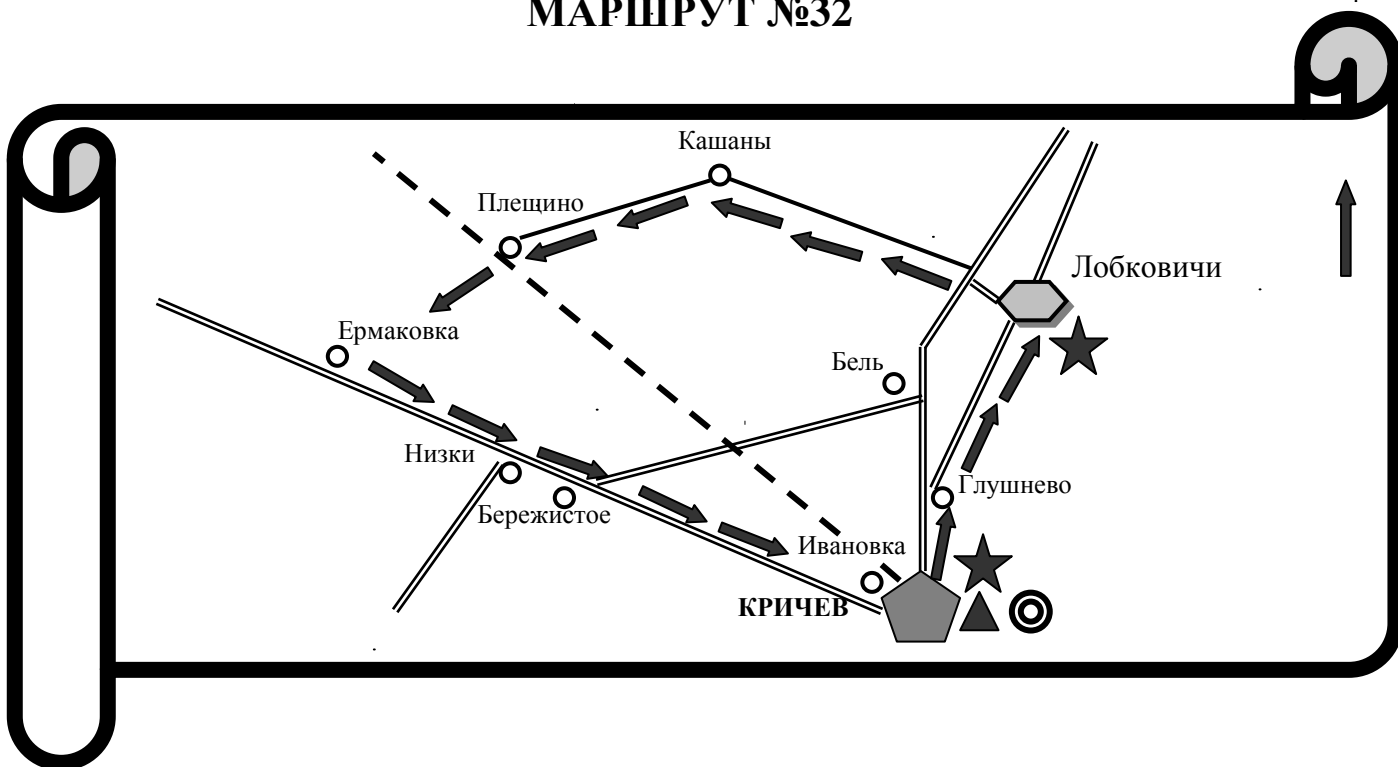 МАРШРУТ №32
Кашаны
Плещино
Лобковичи
Ермаковка
Бель
Низки
Глушнево
Бережистое
Ивановка
КРИЧЕВ